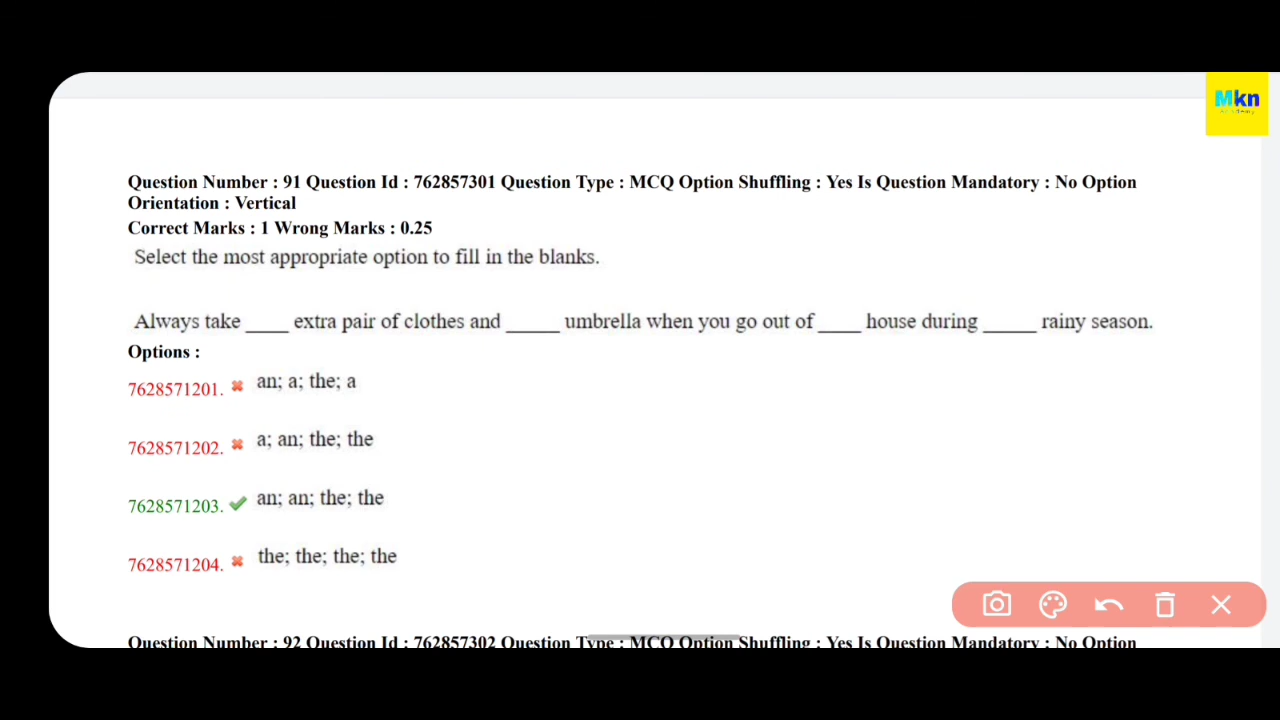 Mkn
Question Number : 91 Question Id : 762857301 Question Type : MCQ Option Shuffling : Yes Is Question Mandatory : No Option
Orientation : Vertical
Correct Marks : 1 Wrong Marks : 0.25
Select the most appropriate option to fill in the blanks.
Always take ____ extra pair of clothes and _____ umbrella when you go out of ____ house during _____ rainy season.
Options :
7628571201. an; a; the; a
7628571202. a; an; the; the
7628571203. an; an; the; the
7628571204. the; the; the; the
Question Number : 92 Question Id : 762857302 Question Type : MCQ Option Shuffling : Yes Is Question Mandatory : No Option